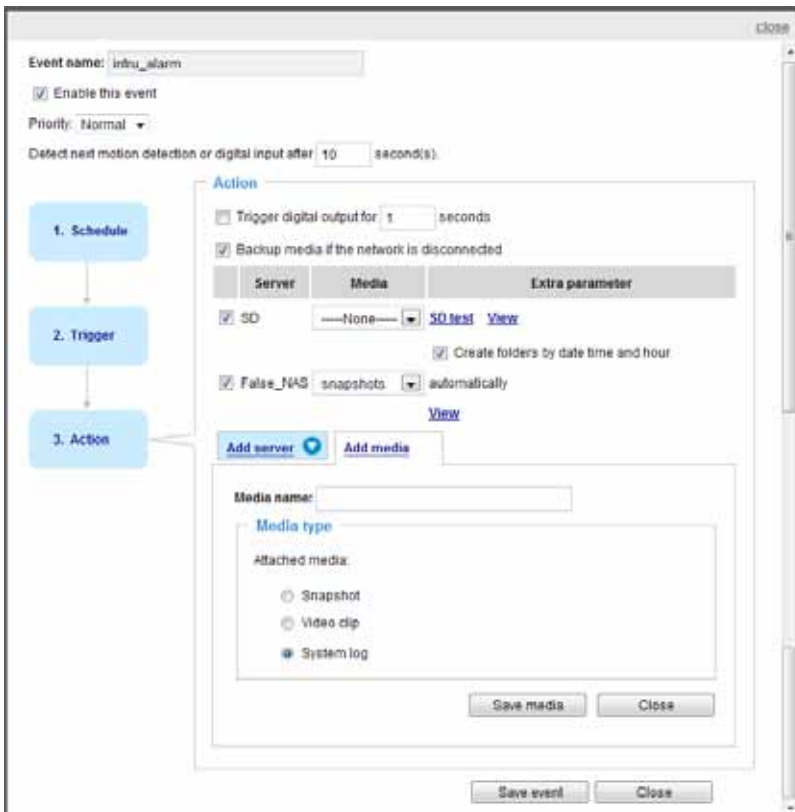 close
Event name: infru_alarm
Enable this event
Priority: Normal
Detect next motion detection or digital input after 10 second(s).
Action
1. Schedule
2. Trigger
3. Action
Trigger digital output for 1 seconds
Backup media if the network is disconnected
Server Media Extra parameter
SD -----None----- SD test View
Create folders by date time and hour
False_NAS snapshots automatically
View
Add server Add media
Media name:
Media type
Attached media:
Snapshot
Video clip
System log
Save media Close
Save event Close